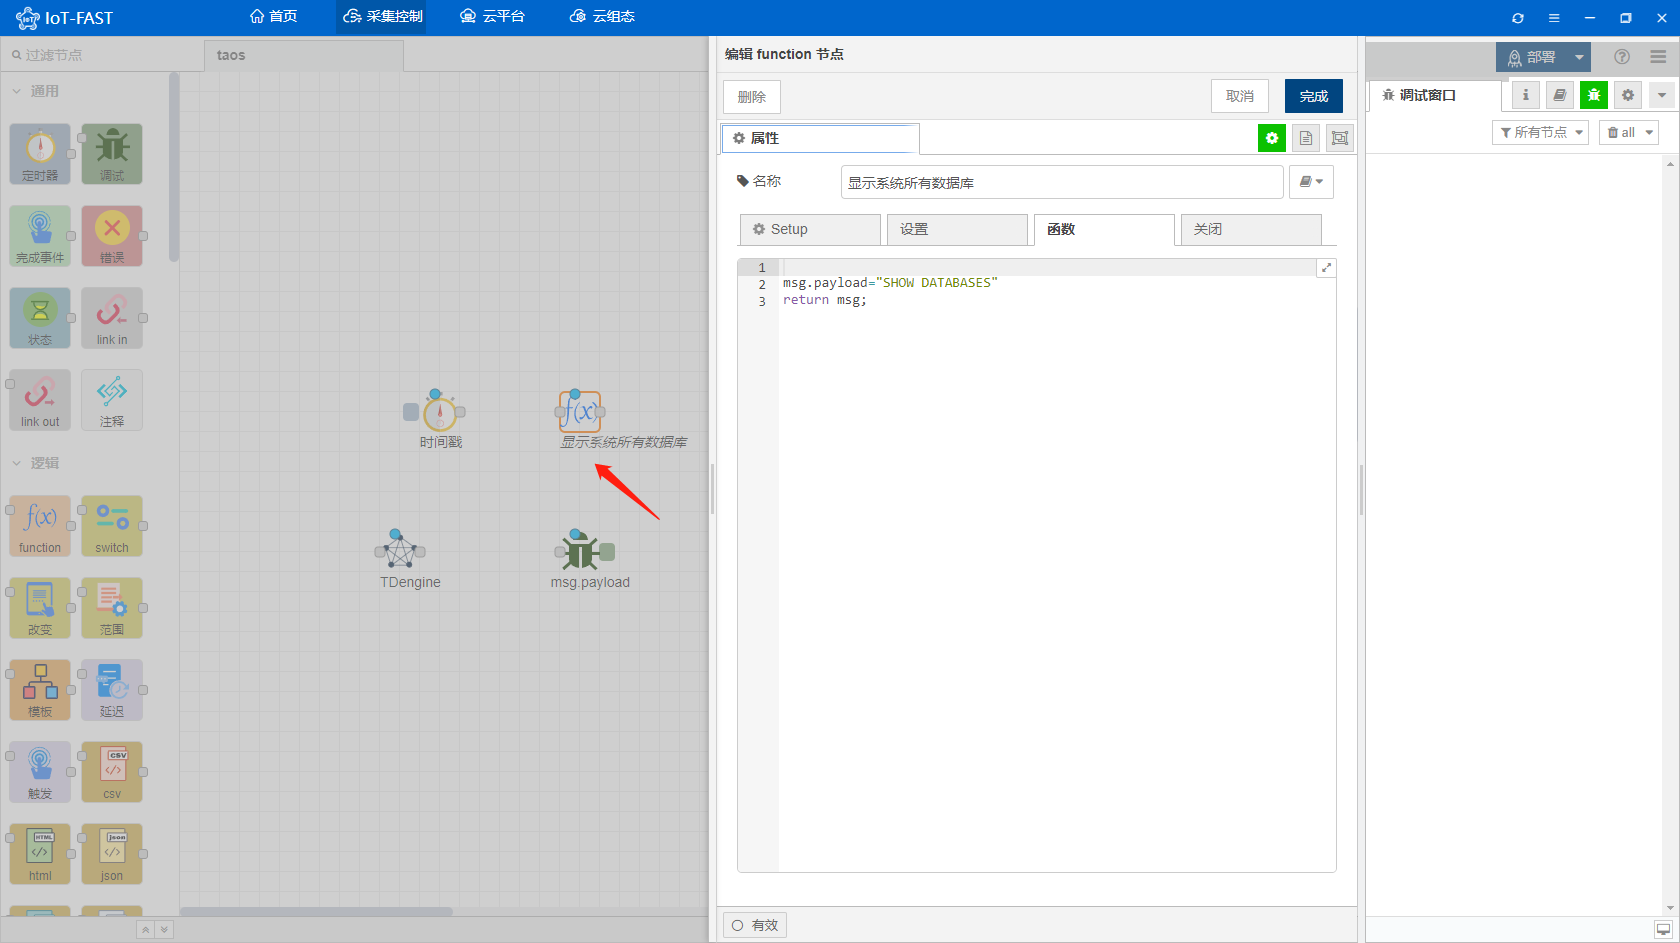 IoT-FAST
首页
采集控制
云平台
云组态
过滤节点
taos
编辑 function 节点
部署
删除
取消
完成
调试窗口
属性
所有节点
all
名称
显示系统所有数据库
Setup
设置
函数
关闭
1
2 msg.payload="SHOW DATABASES"
3 return msg;
通用
定时器
调试
完成事件
错误
状态
link in
link out
注释
逻辑
function
switch
改变
范围
模板
延迟
触发
CSV
csv
HTML
html
json
json
时间戳
f(x)
显示系统所有数据库
TDengine
msg.payload
f(x)
有效